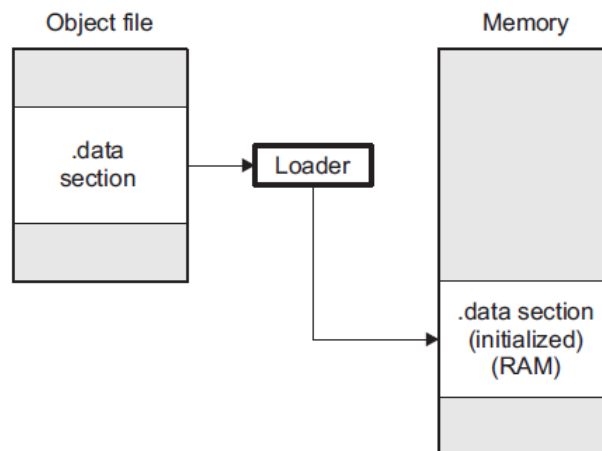 Object file
Memory
.data
section
Loader
.data section
(initialized)
(RAM)